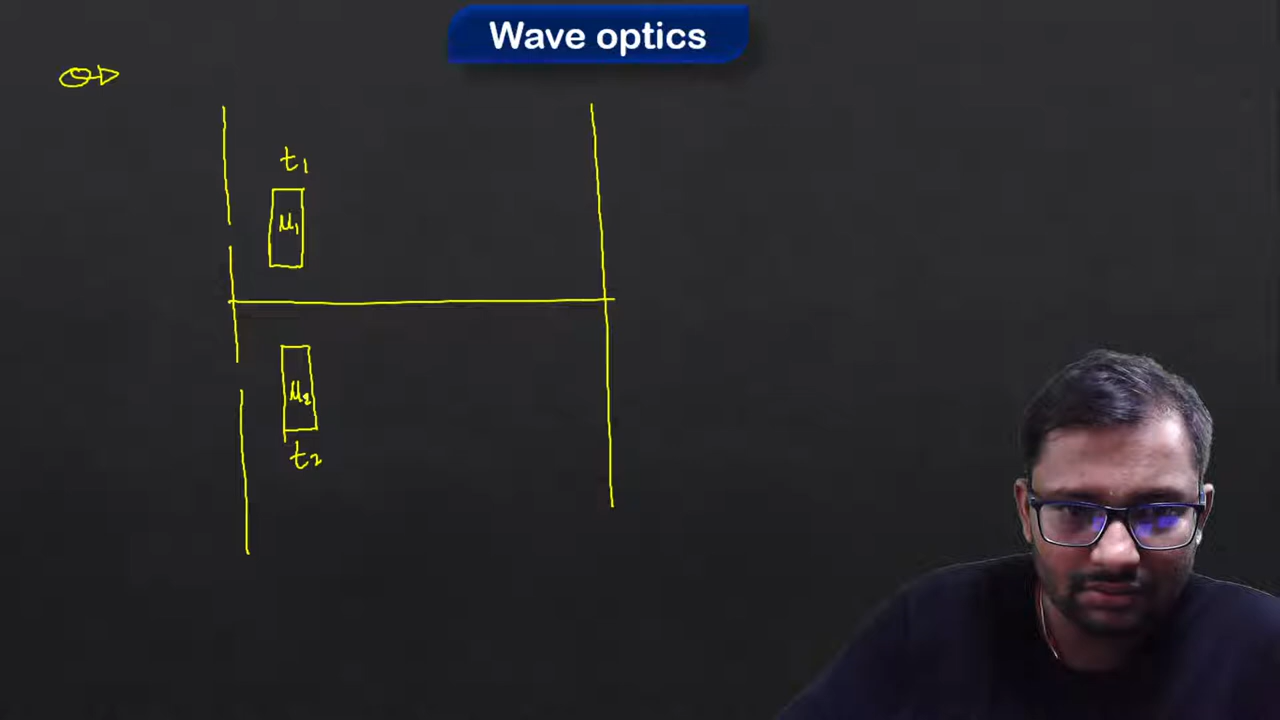 Wave optics
t₁
μ₁
μ₂
t₂